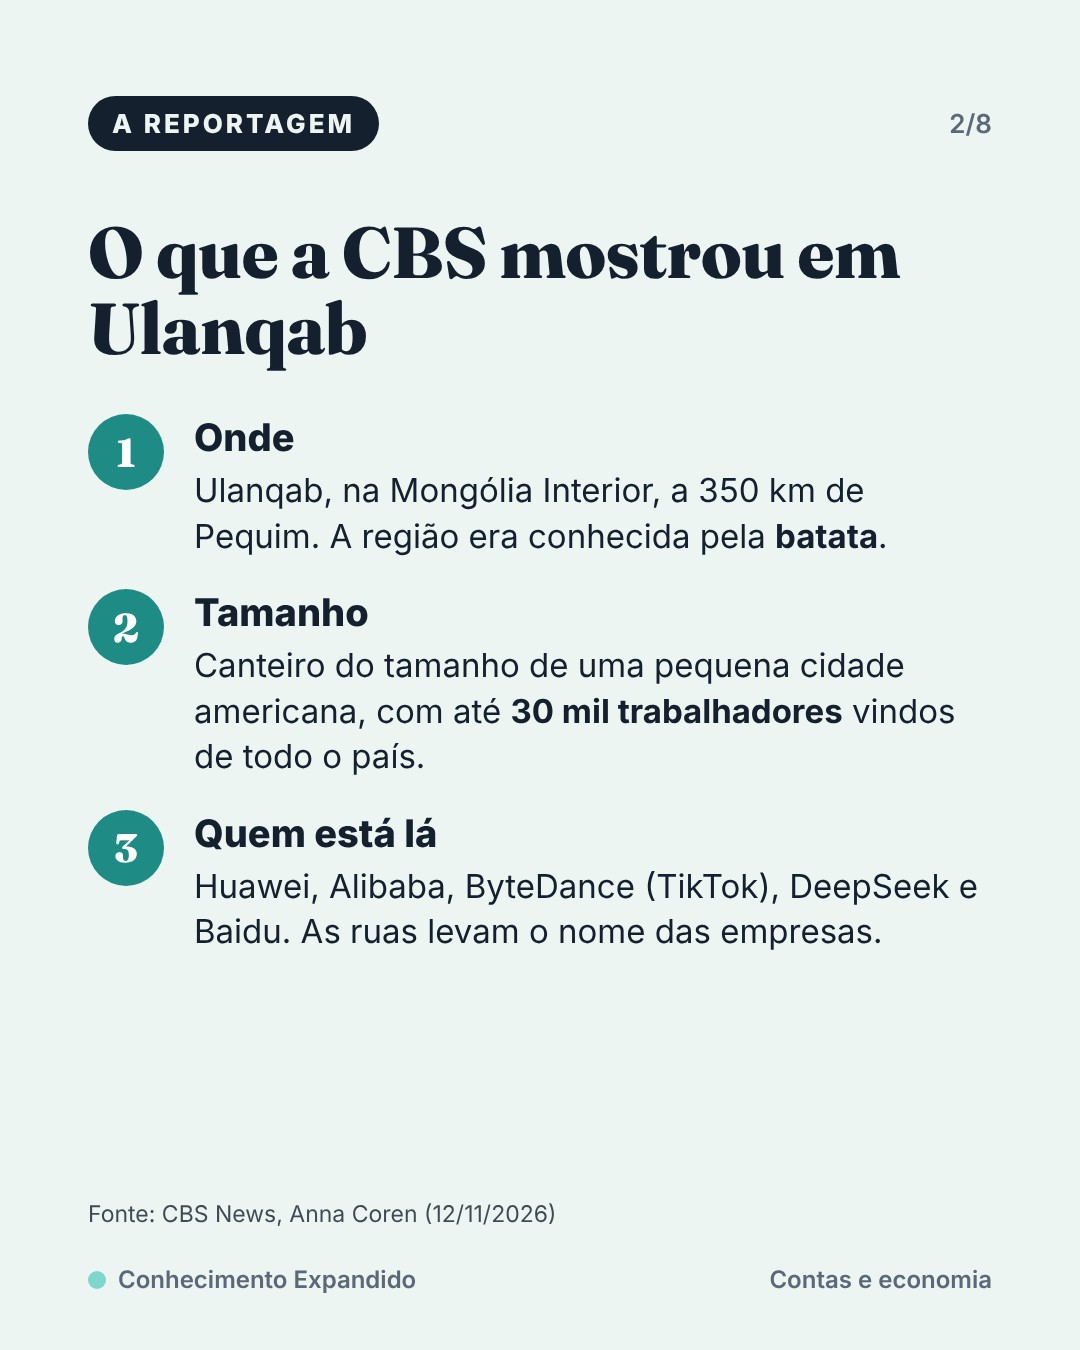 A REPORTAGEM
2/8
O que a CBS mostrou em
Ulanqab
1
Onde
Ulanqab, na Mongólia Interior, a 350 km de
Pequim. A região era conhecida pela batata.
2
Tamanho
Canteiro do tamanho de uma pequena cidade
americana, com até 30 mil trabalhadores vindos
de todo o país.
3
Quem está lá
Huawei, Alibaba, ByteDance (TikTok), DeepSeek e
Baidu. As ruas levam o nome das empresas.
Fonte: CBS News, Anna Coren (12/11/2026)
Conhecimento Expandido
Contas e economia